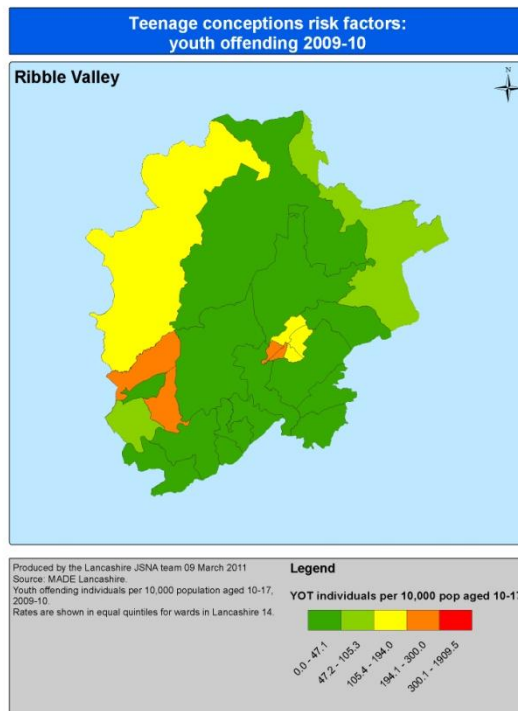 Teenage conceptions risk factors:
youth offending 2009-10
Ribble Valley
N
Produced by the Lancashire JSNA team 09 March 2011
Source: MADE Lancashire.
Youth offending individuals per 10,000 population aged 10-17,
2009-10.
Rates are shown in equal quintiles for wards in Lancashire 14.
Legend
YOT individuals per 10,000 pop aged 10-17
0.0 - 47.1
47.2 - 105.3
105.4 - 194.0
194.1 - 300.0
300.1 - 1909.5